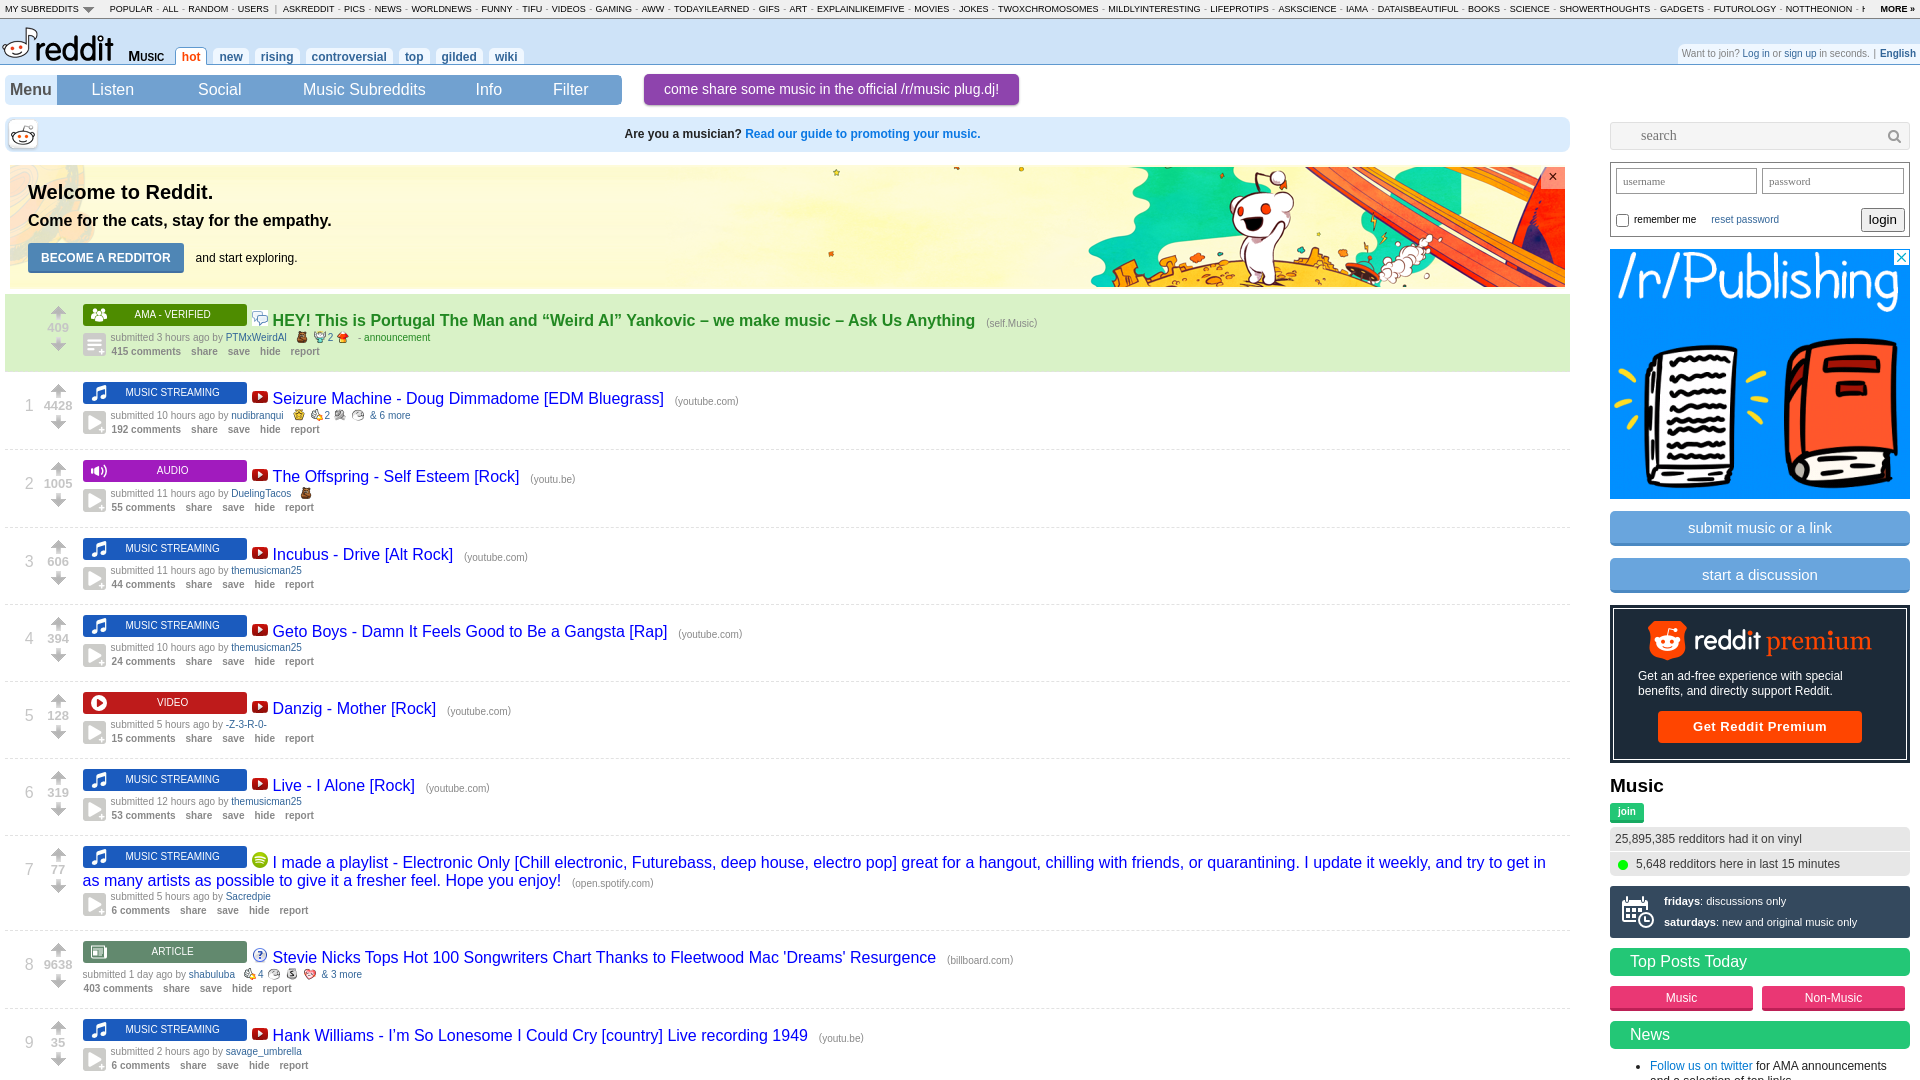 MY SUBREDDITS POPULAR - ALL - RANDOM - USERS | ASKREDDIT - PICS - NEWS - WORLDNEWS - FUNNY - TIFU - VIDEOS - GAMING - AWW - TODAYILEARNED - GIFS - ART - EXPLAINLIKEIMFIVE - MOVIES - JOKES - TWOXCHROMOSOMES - MILDLYINTERESTING - LIFEPROTIPS - ASKSCIENCE - IAMA - DATAISBEAUTIFUL - BOOKS - SCIENCE - SHOWERTHOUGHTS - GADGETS - FUTUROLOGY - NOTTHEONION - MORE »
reddit MUSIC hot new rising controversial top gilded wiki
Want to join? Log in or sign up in seconds. | English
Menu Listen Social Music Subreddits Info Filter
come share some music in the official /r/music plug.dj!
Are you a musician? Read our guide to promoting your music.
Welcome to Reddit.
Come for the cats, stay for the empathy.
BECOME A REDDITOR and start exploring.
×
409
AMA - VERIFIED HEY! This is Portugal The Man and “Weird Al” Yankovic – we make music – Ask Us Anything (self.Music)
submitted 3 hours ago by PTMxWeirdAl 2 - announcement
415 comments share save hide report
1 4428
MUSIC STREAMING Seizure Machine - Doug Dimmadome [EDM Bluegrass] (youtube.com)
submitted 10 hours ago by nudibranqui 2 & 6 more
192 comments share save hide report
2 1005
AUDIO The Offspring - Self Esteem [Rock] (youtu.be)
submitted 11 hours ago by DuelingTacos
55 comments share save hide report
3 606
MUSIC STREAMING Incubus - Drive [Alt Rock] (youtube.com)
submitted 11 hours ago by themusicman25
44 comments share save hide report
4 394
MUSIC STREAMING Geto Boys - Damn It Feels Good to Be a Gangsta [Rap] (youtube.com)
submitted 10 hours ago by themusicman25
24 comments share save hide report
5 128
VIDEO Danzig - Mother [Rock] (youtube.com)
submitted 5 hours ago by -Z-3-R-0-
15 comments share save hide report
6 319
MUSIC STREAMING Live - I Alone [Rock] (youtube.com)
submitted 12 hours ago by themusicman25
53 comments share save hide report
7 77
MUSIC STREAMING I made a playlist - Electronic Only [Chill electronic, Futurebass, deep house, electro pop] great for a hangout, chilling with friends, or quarantining. I update it weekly, and try to get in
as many artists as possible to give it a fresher feel. Hope you enjoy! (open.spotify.com)
submitted 5 hours ago by Sacredpie
6 comments share save hide report
8 9638
ARTICLE Stevie Nicks Tops Hot 100 Songwriters Chart Thanks to Fleetwood Mac 'Dreams' Resurgence (billboard.com)
submitted 1 day ago by shabuluba 4 & 3 more
403 comments share save hide report
9 35
MUSIC STREAMING Hank Williams - I’m So Lonesome I Could Cry [country] Live recording 1949 (youtu.be)
submitted 2 hours ago by savage_umbrella
6 comments share save hide report
search
username password
remember me reset password login
/r/Publishing
submit music or a link
start a discussion
reddit premium
Get an ad-free experience with special
benefits, and directly support Reddit.
Get Reddit Premium
Music
join
25,895,385 redditors had it on vinyl
5,648 redditors here in last 15 minutes
fridays: discussions only
saturdays: new and original music only
Top Posts Today
Music Non-Music
News
Follow us on twitter for AMA announcements
and a selection of top links